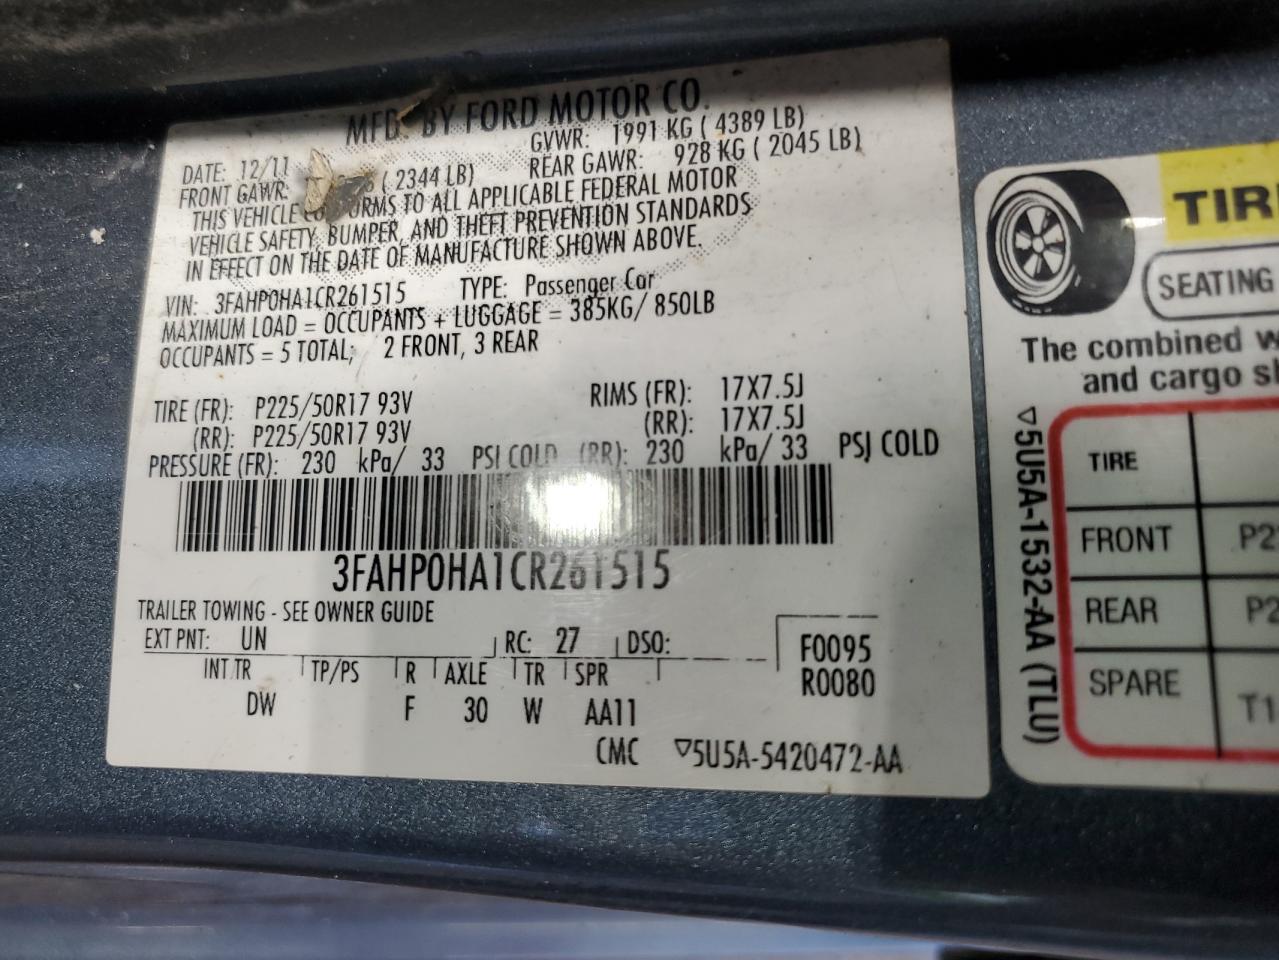 MFD. BY FORD MOTOR CO.
DATE: 12/11 GVWR: 1991 KG ( 4389 LB)
FRONT GAWR: ( 2344 LB) REAR GAWR: 928 KG ( 2045 LB)
THIS VEHICLE CONFORMS TO ALL APPLICABLE FEDERAL MOTOR
VEHICLE SAFETY, BUMPER, AND THEFT PREVENTION STANDARDS
IN EFFECT ON THE DATE OF MANUFACTURE SHOWN ABOVE.
VIN: 3FAHP0HA1CR261515 TYPE: Passenger Car
MAXIMUM LOAD = OCCUPANTS + LUGGAGE = 385KG/ 850LB
OCCUPANTS = 5 TOTAL; 2 FRONT, 3 REAR
TIRE (FR): P225/50R17 93V RIMS (FR): 17X7.5J
(RR): P225/50R17 93V (RR): 17X7.5J
PRESSURE (FR): 230 kPa/ 33 PSI COLD (RR): 230 kPa/ 33 PSI COLD
3FAHP0HA1CR261515
TRAILER TOWING - SEE OWNER GUIDE
EXT PNT: UN RC: 27 DSO: F0095
R0080
INT TR TP/PS R AXLE TR SPR
DW F 30 W AA11
CMC ▽5U5A-5420472-AA
SEATING
The combined
and cargo
▽5U5A-1532-AA (TLU)
TIRE
FRONT
REAR
SPARE